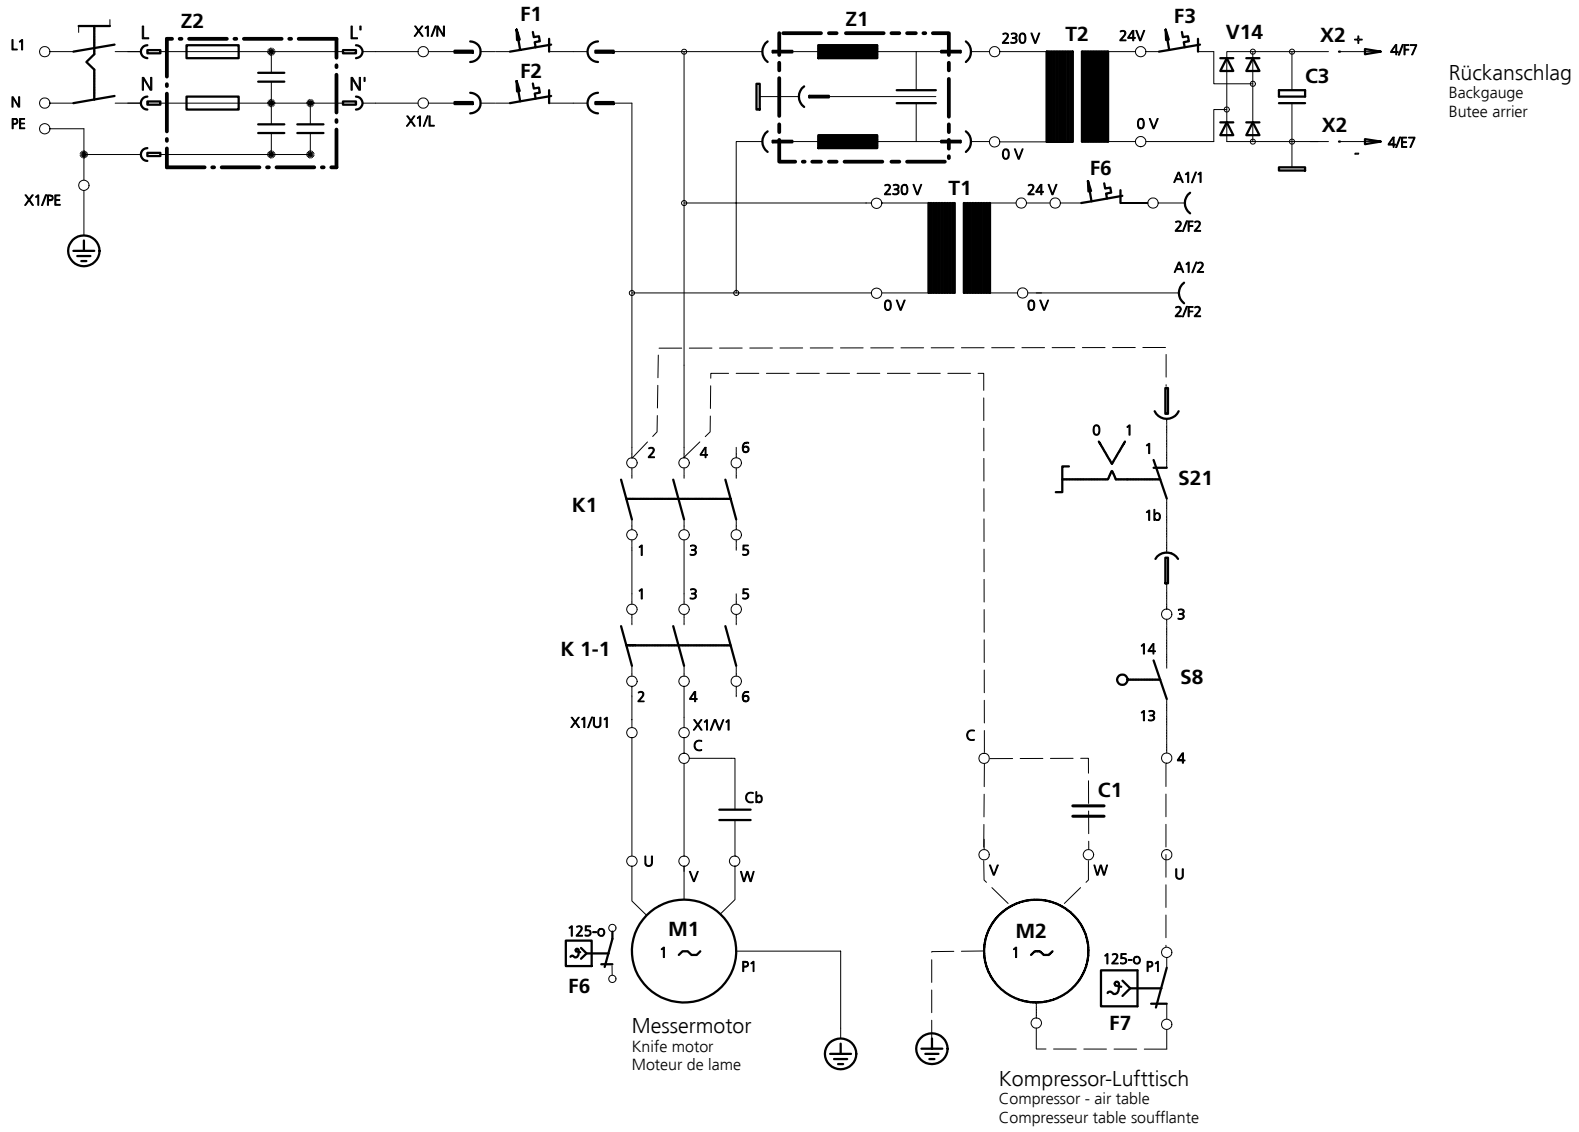 Z2
F1
Z1
F3
L1
L
L'
X1/N
230 V
T2
24V
V14
X2
+
4/F7
Rückanschlag
Backgauge
Butee arrier
F2
C3
N
N
N'
PE
X1/L
0 V
0 V
X2
-
4/E7
X1/PE
230 V
T1
24 V
F6
A1/1
2/F2
A1/2
0 V
0 V
2/F2
2
4
6
0
1
1
S21
K1
1b
1
3
5
1
3
5
3
K 1-1
14
S8
2
4
6
13
X1/U1
X1/V1
C
C
4
Cb
C1
U
V
W
V
W
U
125-o
M1
1 ~
P1
F6
M2
1 ~
125-o
P1
F7
Messermotor
Knife motor
Moteur de lame
Kompressor-Lufttisch
Compressor - air table
Compresseur table soufflante